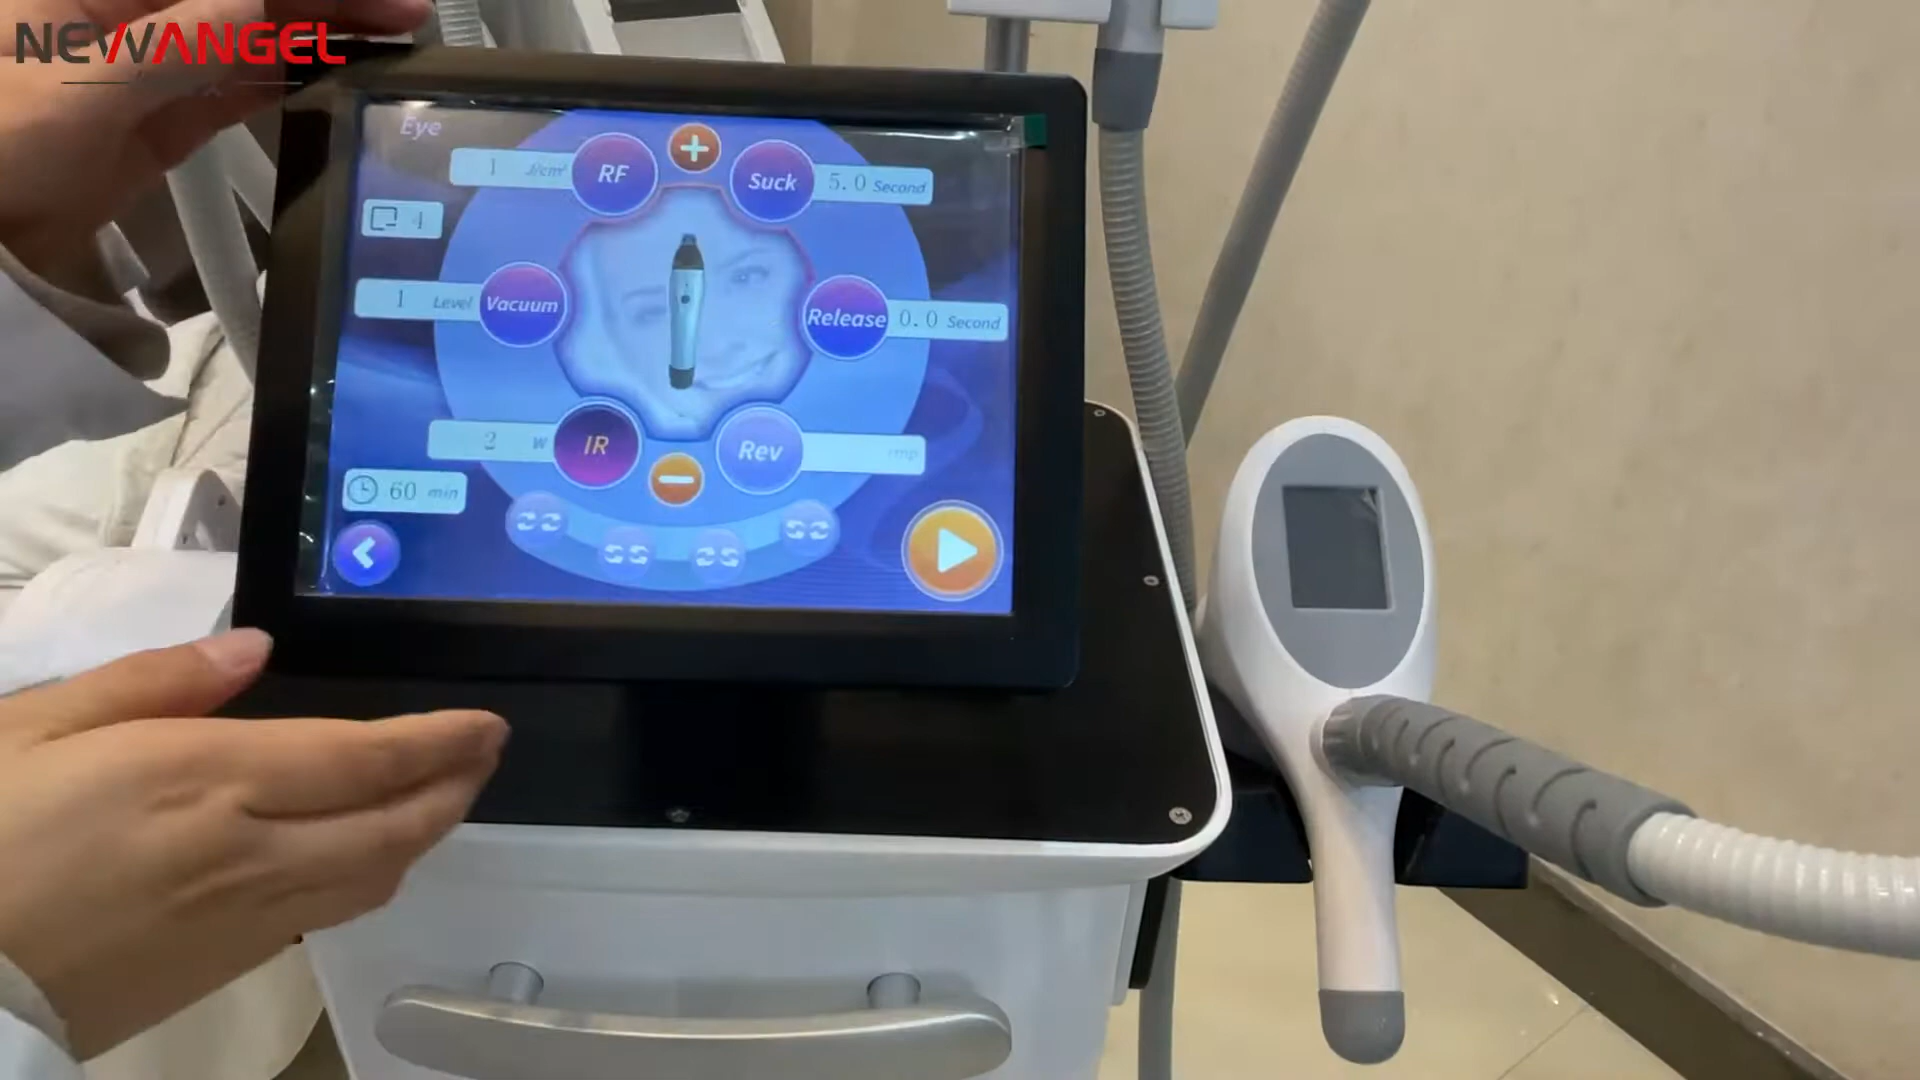 NEWANGEL
Eye
1 J/cm²
RF
Suck
5.0 Second
4
1 Level
Vacuum
Release
0.0 Second
2 W
IR
Rev
rmp
60 min